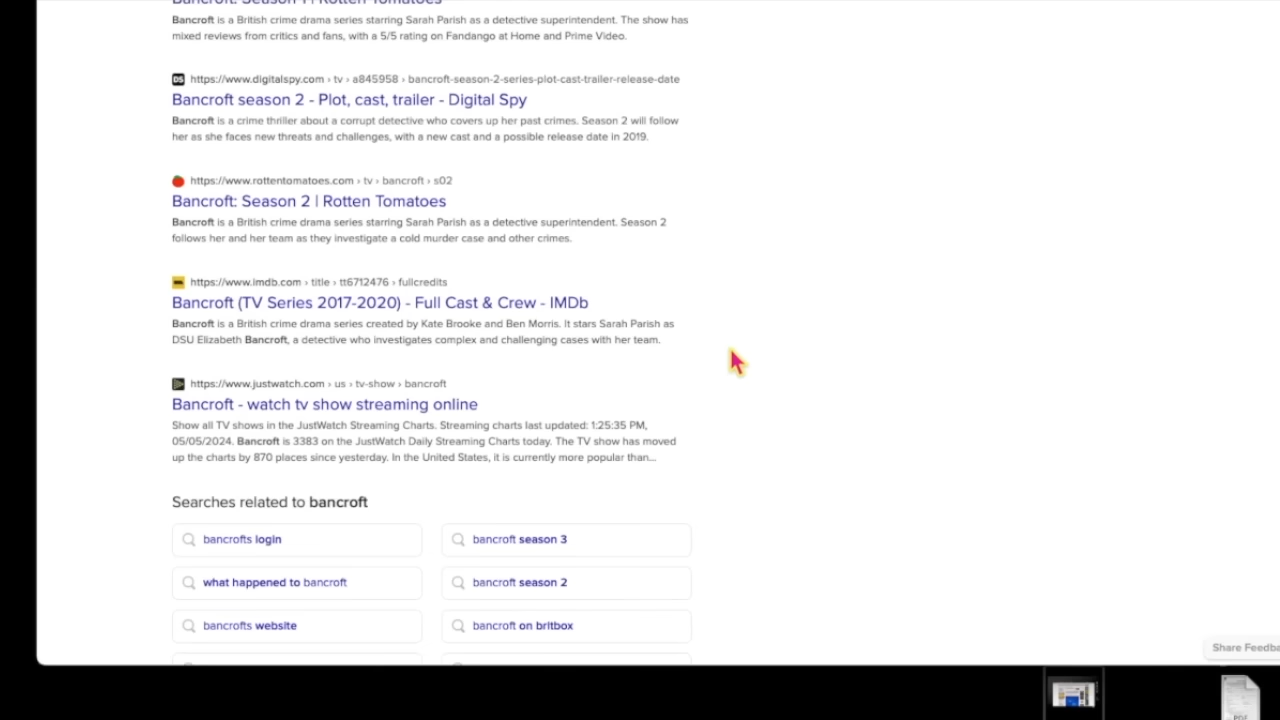 Bancroft: Season 1 | Rotten Tomatoes
Bancroft is a British crime drama series starring Sarah Parish as a detective superintendent. The show has
mixed reviews from critics and fans, with a 5/5 rating on Fandango at Home and Prime Video.
DS https://www.digitalspy.com › tv › a845958 › bancroft-season-2-series-plot-cast-trailer-release-date
Bancroft season 2 - Plot, cast, trailer - Digital Spy
Bancroft is a crime thriller about a corrupt detective who covers up her past crimes. Season 2 will follow
her as she faces new threats and challenges, with a new cast and a possible release date in 2019.
https://www.rottentomatoes.com › tv › bancroft › s02
Bancroft: Season 2 | Rotten Tomatoes
Bancroft is a British crime drama series starring Sarah Parish as a detective superintendent. Season 2
follows her and her team as they investigate a cold murder case and other crimes.
https://www.imdb.com › title › tt6712476 › fullcredits
Bancroft (TV Series 2017-2020) - Full Cast & Crew - IMDb
Bancroft is a British crime drama series created by Kate Brooke and Ben Morris. It stars Sarah Parish as
DSU Elizabeth Bancroft, a detective who investigates complex and challenging cases with her team.
https://www.justwatch.com › us › tv-show › bancroft
Bancroft - watch tv show streaming online
Show all TV shows in the JustWatch Streaming Charts. Streaming charts last updated: 1:25:35 PM,
05/05/2024. Bancroft is 3383 on the JustWatch Daily Streaming Charts today. The TV show has moved
up the charts by 870 places since yesterday. In the United States, it is currently more popular than...
Searches related to bancroft
bancrofts login
bancroft season 3
what happened to bancroft
bancroft season 2
bancrofts website
bancroft on britbox
Share Feedba
PDF